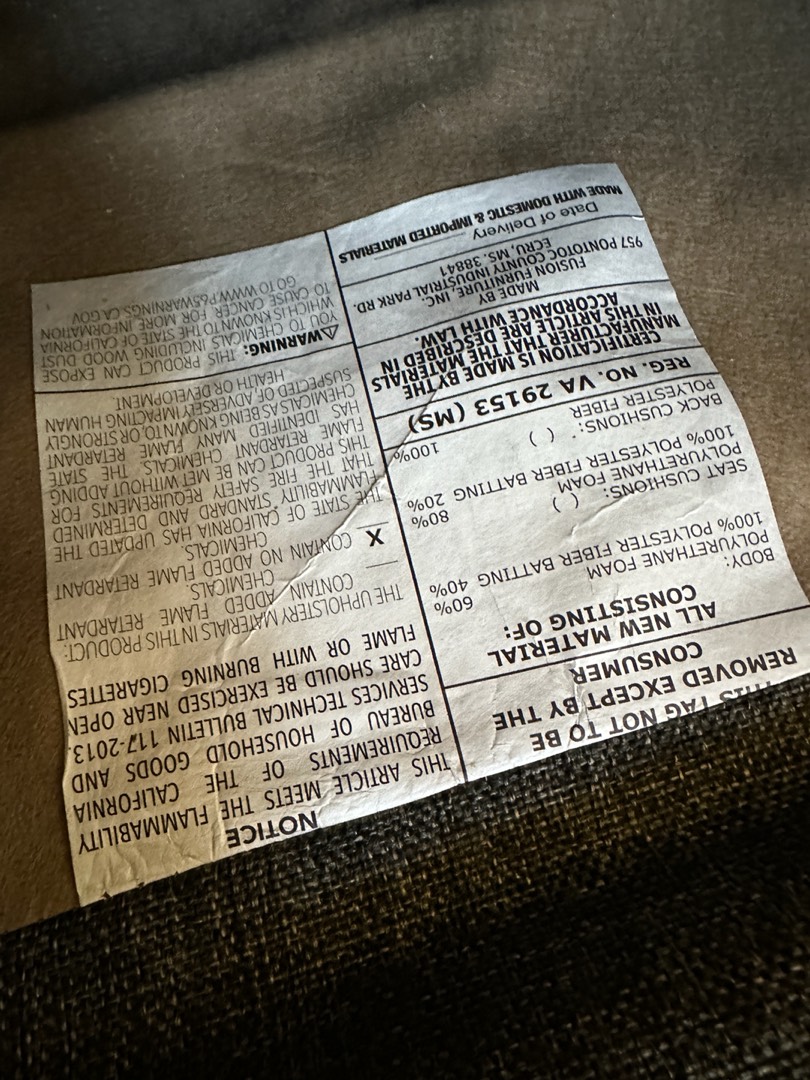 THIS TAG NOT TO BE
REMOVED EXCEPT BY THE
CONSUMER
ALL NEW MATERIAL
CONSISTING OF:
BODY:
POLYURETHANE FOAM 60%
100% POLYESTER FIBER BATTING 40%
SEAT CUSHIONS: ( )
POLYURETHANE FOAM 80%
100% POLYESTER FIBER BATTING 20%
BACK CUSHIONS: ( )
POLYESTER FIBER 100%
REG. NO. VA 29153 (MS)
CERTIFICATION IS MADE BY THE
MANUFACTURER THAT THE MATERIALS
IN THIS ARTICLE ARE DESCRIBED IN
ACCORDANCE WITH LAW.
MADE BY
FUSION FURNITURE, INC.
957 PONTOTOC COUNTY INDUSTRIAL PARK RD.
ECRU, MS. 38841
Date of Delivery
MADE WITH DOMESTIC & IMPORTED MATERIALS
NOTICE
THIS ARTICLE MEETS THE FLAMMABILITY
REQUIREMENTS OF THE CALIFORNIA
BUREAU OF HOUSEHOLD GOODS AND
SERVICES TECHNICAL BULLETIN 117-2013.
CARE SHOULD BE EXERCISED NEAR OPEN
FLAME OR WITH BURNING CIGARETTES
THE UPHOLSTERY MATERIALS IN THIS PRODUCT:
CONTAIN ADDED FLAME RETARDANT
CHEMICALS.
X CONTAIN NO ADDED FLAME RETARDANT
CHEMICALS.
THE STATE OF CALIFORNIA HAS UPDATED THE
FLAMMABILITY STANDARD AND DETERMINED
THAT THE FIRE SAFETY REQUIREMENTS FOR
THIS PRODUCT CAN BE MET WITHOUT ADDING
FLAME RETARDANT CHEMICALS. THE STATE
HAS IDENTIFIED MANY FLAME RETARDANT
CHEMICALS AS BEING KNOWN TO, OR STRONGLY
SUSPECTED OF, ADVERSELY IMPACTING HUMAN
HEALTH OR DEVELOPMENT
⚠WARNING: THIS PRODUCT CAN EXPOSE
YOU TO CHEMICALS INCLUDING WOOD DUST
WHICH IS KNOWN TO THE STATE OF CALIFORNIA
TO CAUSE CANCER. FOR MORE INFORMATION
GO TO WWW.P65WARNINGS.CA.GOV